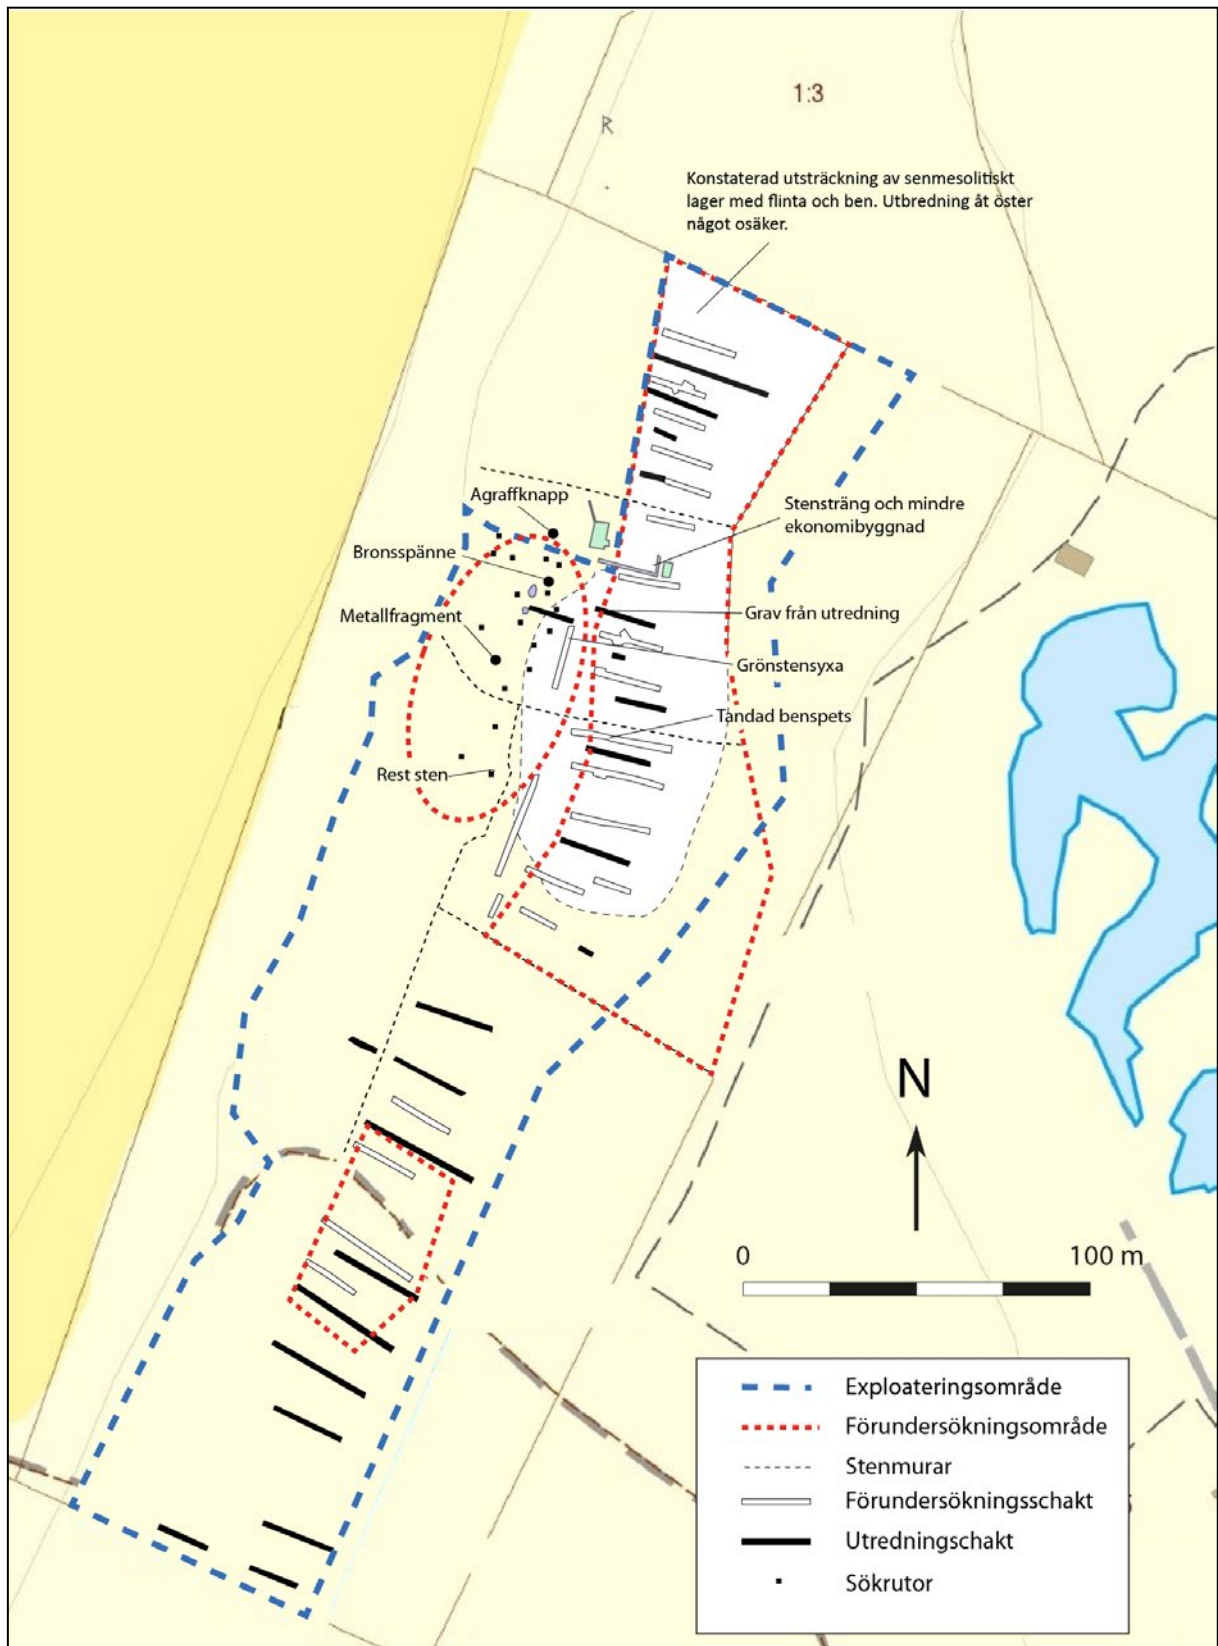 1:3
R
Konstaterad utsträckning av senmesolitiskt
lager med flinta och ben. Utbredning åt öster
något osäker.
Agraffknapp
Stensträng och mindre
ekonomibyggnad
Bronsspänne
Metallfragment
Grav från utredning
Grönstensyxa
Tandad benspets
Rest sten
N
0
100 m
Exploateringsområde
Förundersökningsområde
Stenmurar
Förundersökningsschakt
Utredningschakt
Sökrutor